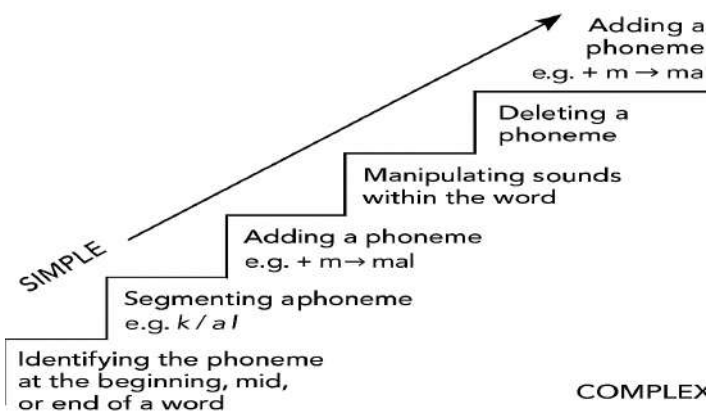 Adding a
phoneme
e.g. + m → ma
Deleting a
phoneme
Manipulating sounds
within the word
Adding a phoneme
e.g. + m → mal
SIMPLE
Segmenting aphoneme
e.g. k / a l
Identifying the phoneme
at the beginning, mid,
or end of a word
COMPLEX